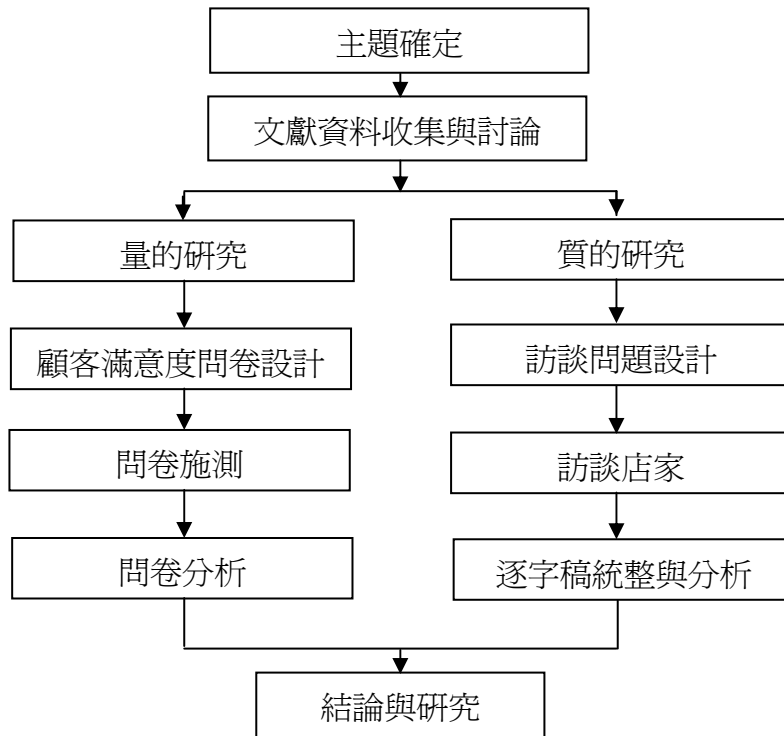 主題確定
文獻資料收集與討論
量的研究
質的研究
顧客滿意度問卷設計
訪談問題設計
問卷施測
訪談店家
問卷分析
逐字稿統整與分析
結論與研究